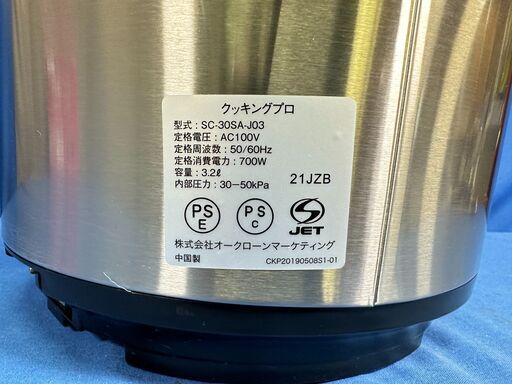 クッキングプロ
型式：SC-30SA-J03
定格電圧：AC100V
定格周波数：50/60Hz
定格消費電力：700W
容量：3.2ℓ
内部圧力：30－50kPa
21JZB
PS
E
PS
C
JET
株式会社オークローンマーケティング
中国製
CKP20190508S1-01